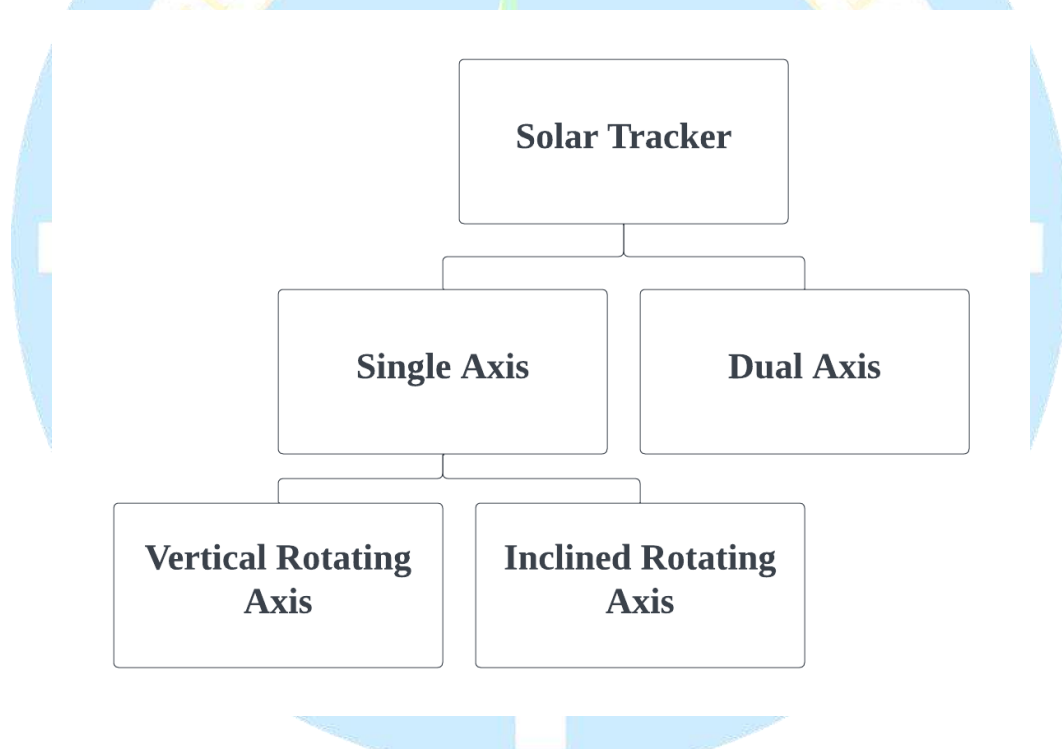 Solar Tracker
Single Axis
Dual Axis
Vertical Rotating
Axis
Inclined Rotating
Axis